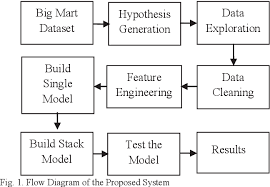 Big Mart
Dataset
Hypothesis
Generation
Data
Exploration
Data
Cleaning
Feature
Engineering
Build
Single
Model
Build Stack
Model
Test the
Model
Results
Fig. 1. Flow Diagram of the Proposed System